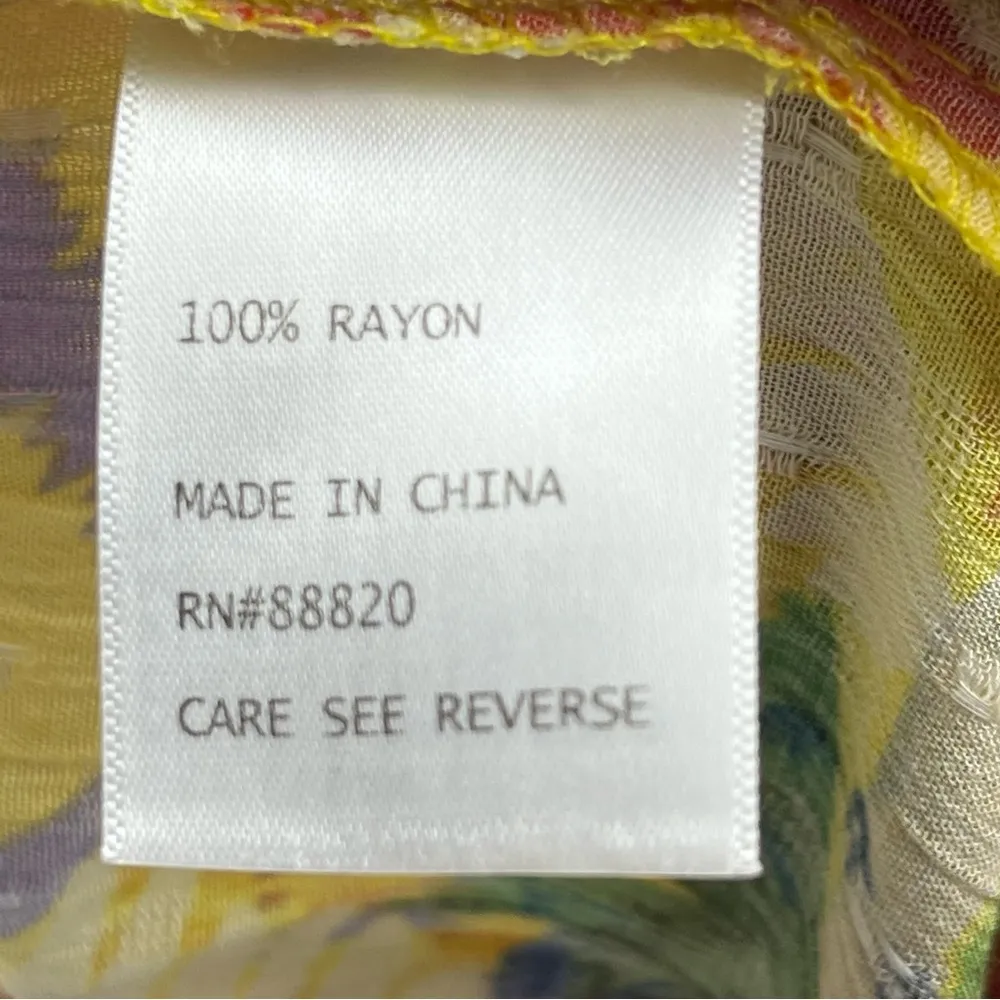 100% RAYON
MADE IN CHINA
RN#88820
CARE SEE REVERSE